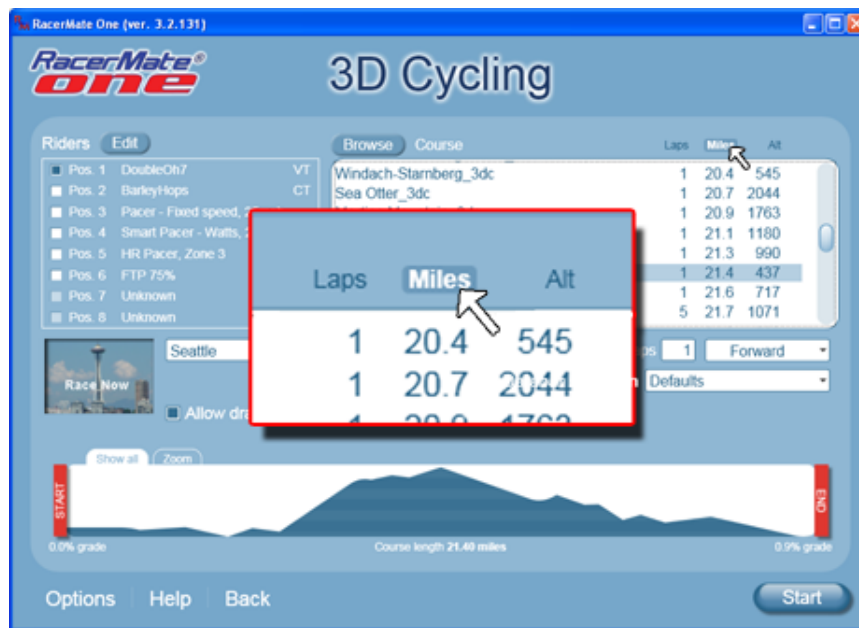 RacerMate One (ver. 3.2.131)
RacerMate®
one
3D Cycling
Riders Edit
Browse Course Laps Miles Alt
Pos. 1 DoubleOh7 VT
Pos. 2 BarleyHops CT
Pos. 3 Pacer - Fixed speed,
Pos. 4 Smart Pacer - Watts,
Pos. 5 HR Pacer, Zone 3
Pos. 6 FTP 75%
Pos. 7 Unknown
Pos. 8 Unknown
Windach-Starnberg_3dc 1 20.4 545
Sea Otter_3dc 1 20.7 2044
1 20.9 1763
1 21.1 1180
1 21.3 990
1 21.4 437
1 21.6 717
5 21.7 1071
Laps Miles Alt
1 20.4 545
1 20.7 2044
1 20.9 1763
Race Now
Seattle
1 Forward
Defaults
Allow
Show all Zoom
START
END
0.0% grade
Course length 21.40 miles
0.9% grade
Options Help Back
Start